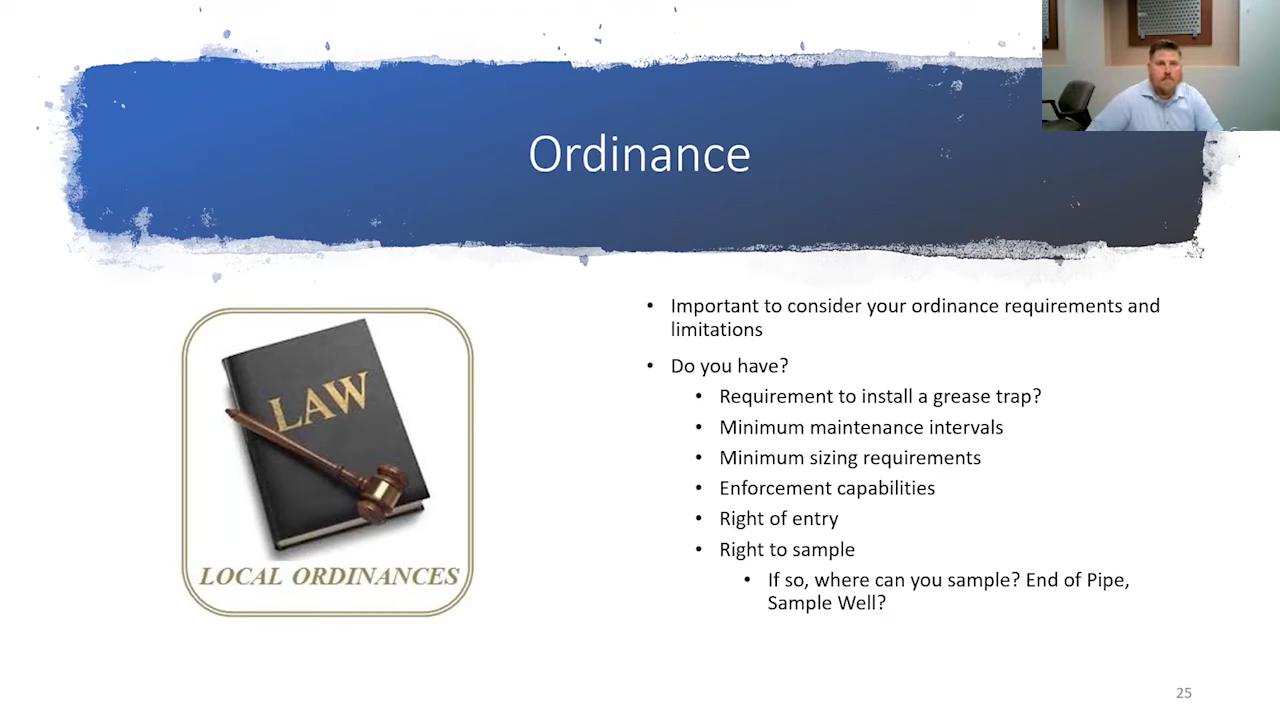 Ordinance
LAW
LOCAL ORDINANCES
• Important to consider your ordinance requirements and
limitations
• Do you have?
• Requirement to install a grease trap?
• Minimum maintenance intervals
• Minimum sizing requirements
• Enforcement capabilities
• Right of entry
• Right to sample
• If so, where can you sample? End of Pipe,
Sample Well?
25